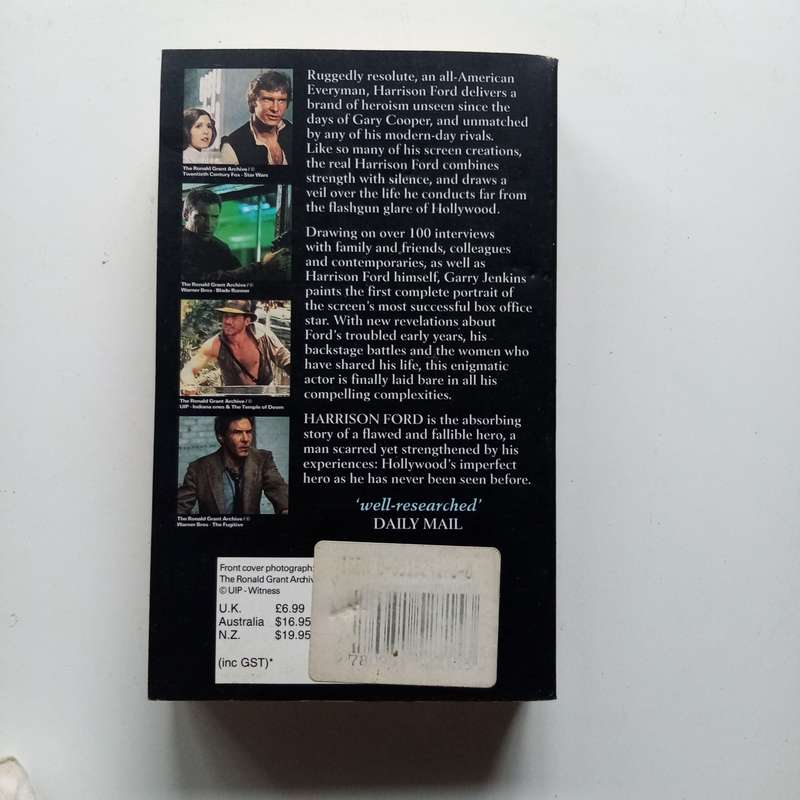 Ruggedly resolute, an all-American
Everyman, Harrison Ford delivers a
brand of heroism unseen since the
days of Gary Cooper, and unmatched
by any of his modern-day rivals.
Like so many of his screen creations,
the real Harrison Ford combines
strength with silence, and draws a
veil over the life he conducts far from
the flashgun glare of Hollywood.
Drawing on over 100 interviews
with family and friends, colleagues
and contemporaries, as well as
Harrison Ford himself, Garry Jenkins
paints the first complete portrait of
the screen's most successful box office
star. With new revelations about
Ford's troubled early years, his
backstage battles and the women who
have shared his life, this enigmatic
actor is finally laid bare in all his
compelling complexities.
HARRISON FORD is the absorbing
story of a flawed and fallible hero, a
man scarred yet strengthened by his
experiences: Hollywood's imperfect
hero as he has never been seen before.
'well-researched'
DAILY MAIL
The Ronald Grant Archive / ©
Twentieth Century Fox - Star Wars
The Ronald Grant Archive / ©
Warner Bros - Blade Runner
The Ronald Grant Archive / ©
UIP - Indiana ones & The Temple of Doom
The Ronald Grant Archive / ©
Warner Bros - The Fugitive
Front cover photograph:
The Ronald Grant Archiv
© UIP - Witness
U.K. £6.99
Australia $16.95
N.Z. $19.95
(inc GST)*